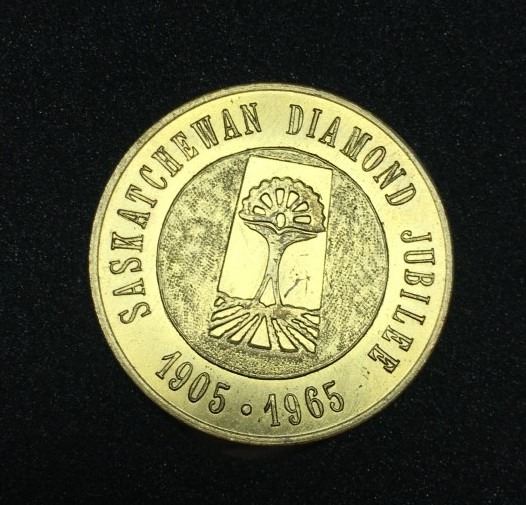 SASKATCHEWAN DIAMOND JUBILEE
1905 • 1965